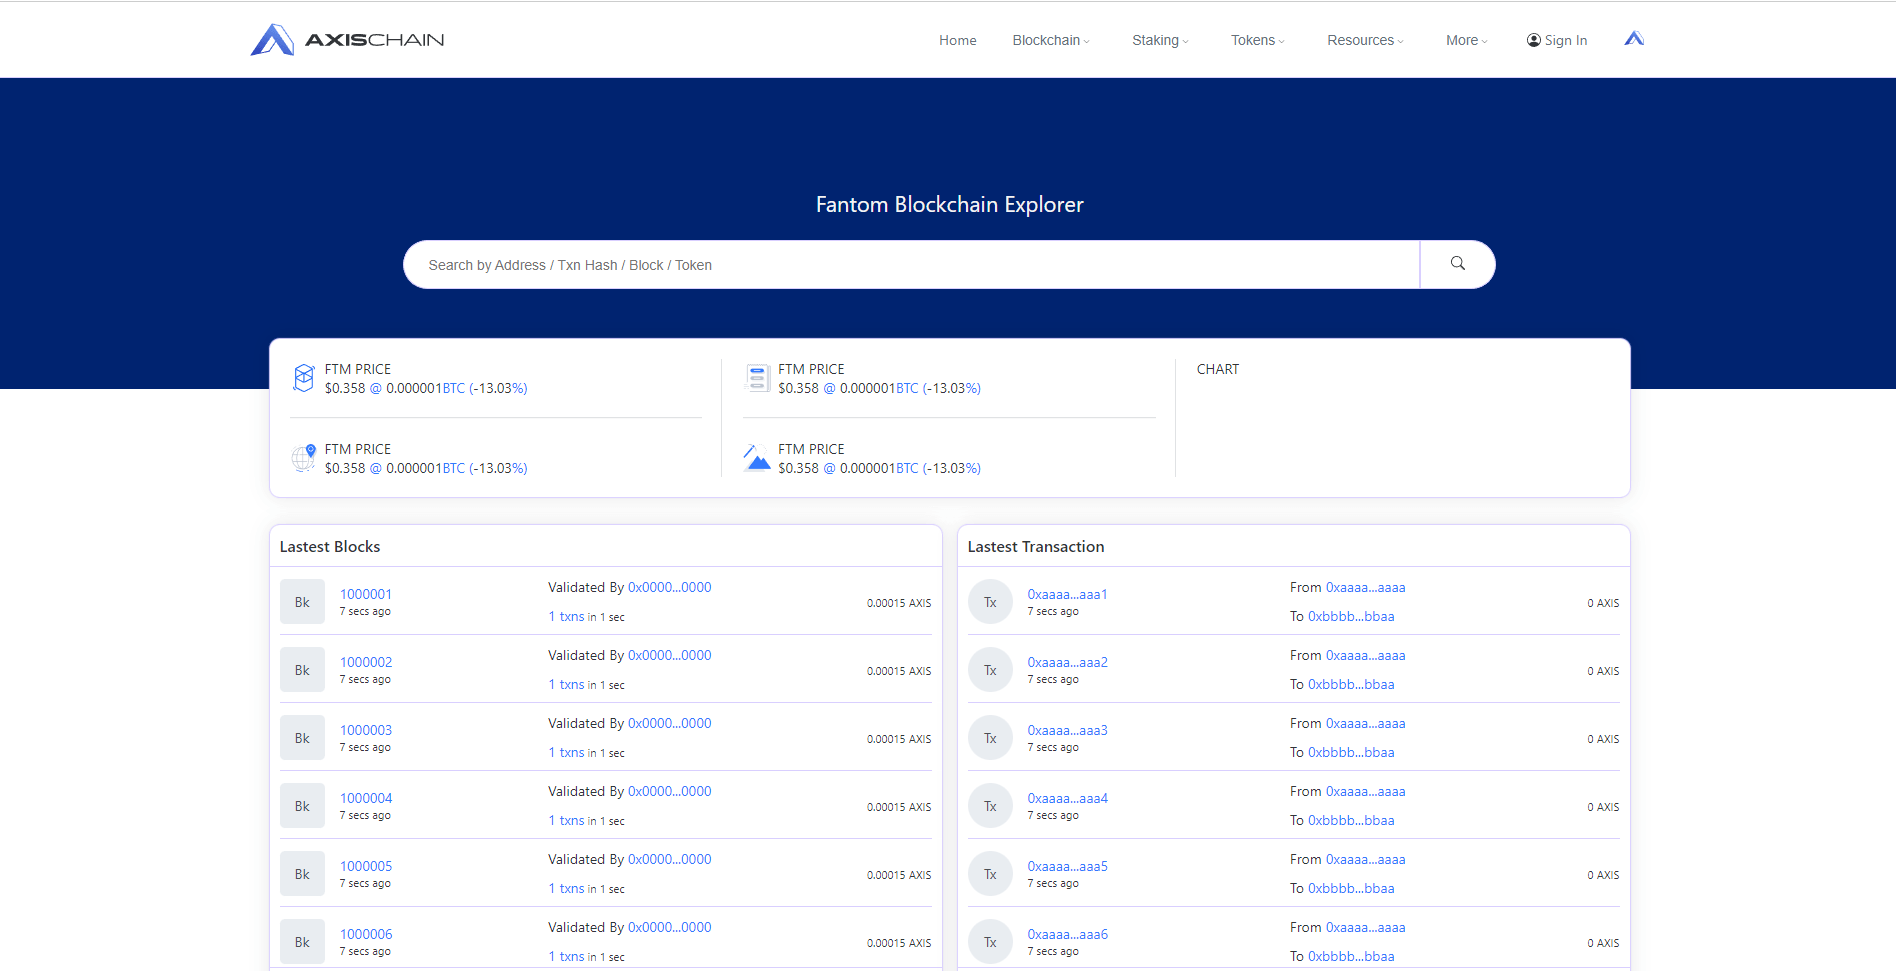 AXISCHAIN
Home Blockchain Staking Tokens Resources More Sign In
Fantom Blockchain Explorer
Search by Address / Txn Hash / Block / Token
FTM PRICE
$0.358 @ 0.000001BTC (-13.03%)
FTM PRICE
$0.358 @ 0.000001BTC (-13.03%)
CHART
FTM PRICE
$0.358 @ 0.000001BTC (-13.03%)
FTM PRICE
$0.358 @ 0.000001BTC (-13.03%)
Lastest Blocks
Bk
1000001
7 secs ago
Validated By 0x0000...0000
1 txns in 1 sec
0.00015 AXIS
Bk
1000002
7 secs ago
Validated By 0x0000...0000
1 txns in 1 sec
0.00015 AXIS
Bk
1000003
7 secs ago
Validated By 0x0000...0000
1 txns in 1 sec
0.00015 AXIS
Bk
1000004
7 secs ago
Validated By 0x0000...0000
1 txns in 1 sec
0.00015 AXIS
Bk
1000005
7 secs ago
Validated By 0x0000...0000
1 txns in 1 sec
0.00015 AXIS
Bk
1000006
7 secs ago
Validated By 0x0000...0000
1 txns in 1 sec
0.00015 AXIS
Lastest Transaction
Tx
0xaaaa...aaa1
7 secs ago
From 0xaaaa...aaaa
To 0xbbbb...bbaa
0 AXIS
Tx
0xaaaa...aaa2
7 secs ago
From 0xaaaa...aaaa
To 0xbbbb...bbaa
0 AXIS
Tx
0xaaaa...aaa3
7 secs ago
From 0xaaaa...aaaa
To 0xbbbb...bbaa
0 AXIS
Tx
0xaaaa...aaa4
7 secs ago
From 0xaaaa...aaaa
To 0xbbbb...bbaa
0 AXIS
Tx
0xaaaa...aaa5
7 secs ago
From 0xaaaa...aaaa
To 0xbbbb...bbaa
0 AXIS
Tx
0xaaaa...aaa6
7 secs ago
From 0xaaaa...aaaa
To 0xbbbb...bbaa
0 AXIS